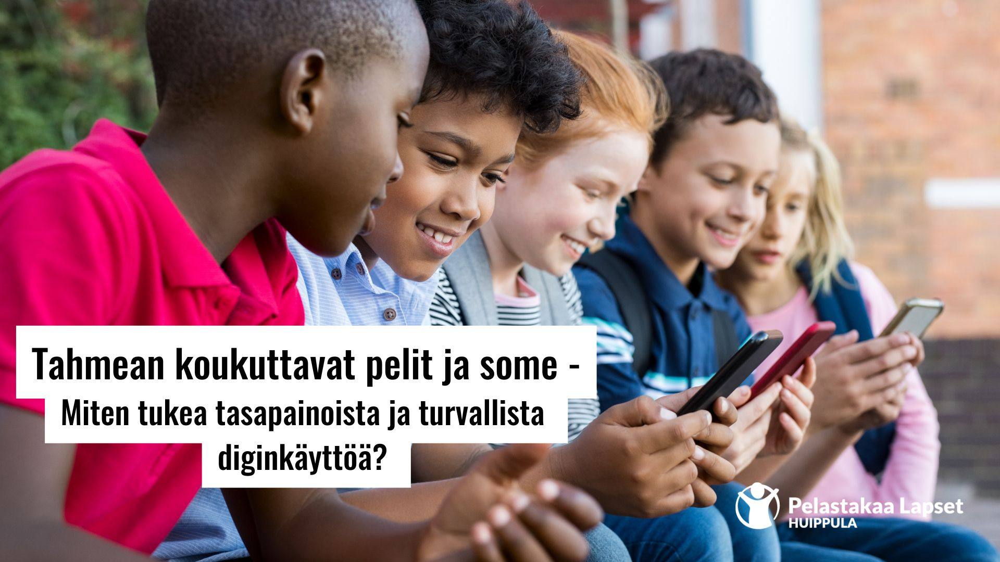 Tahmean koukuttavat pelit ja some -
Miten tukea tasapainoista ja turvallista
diginkäyttöä?
Pelastakaa Lapset
HUIPPULA